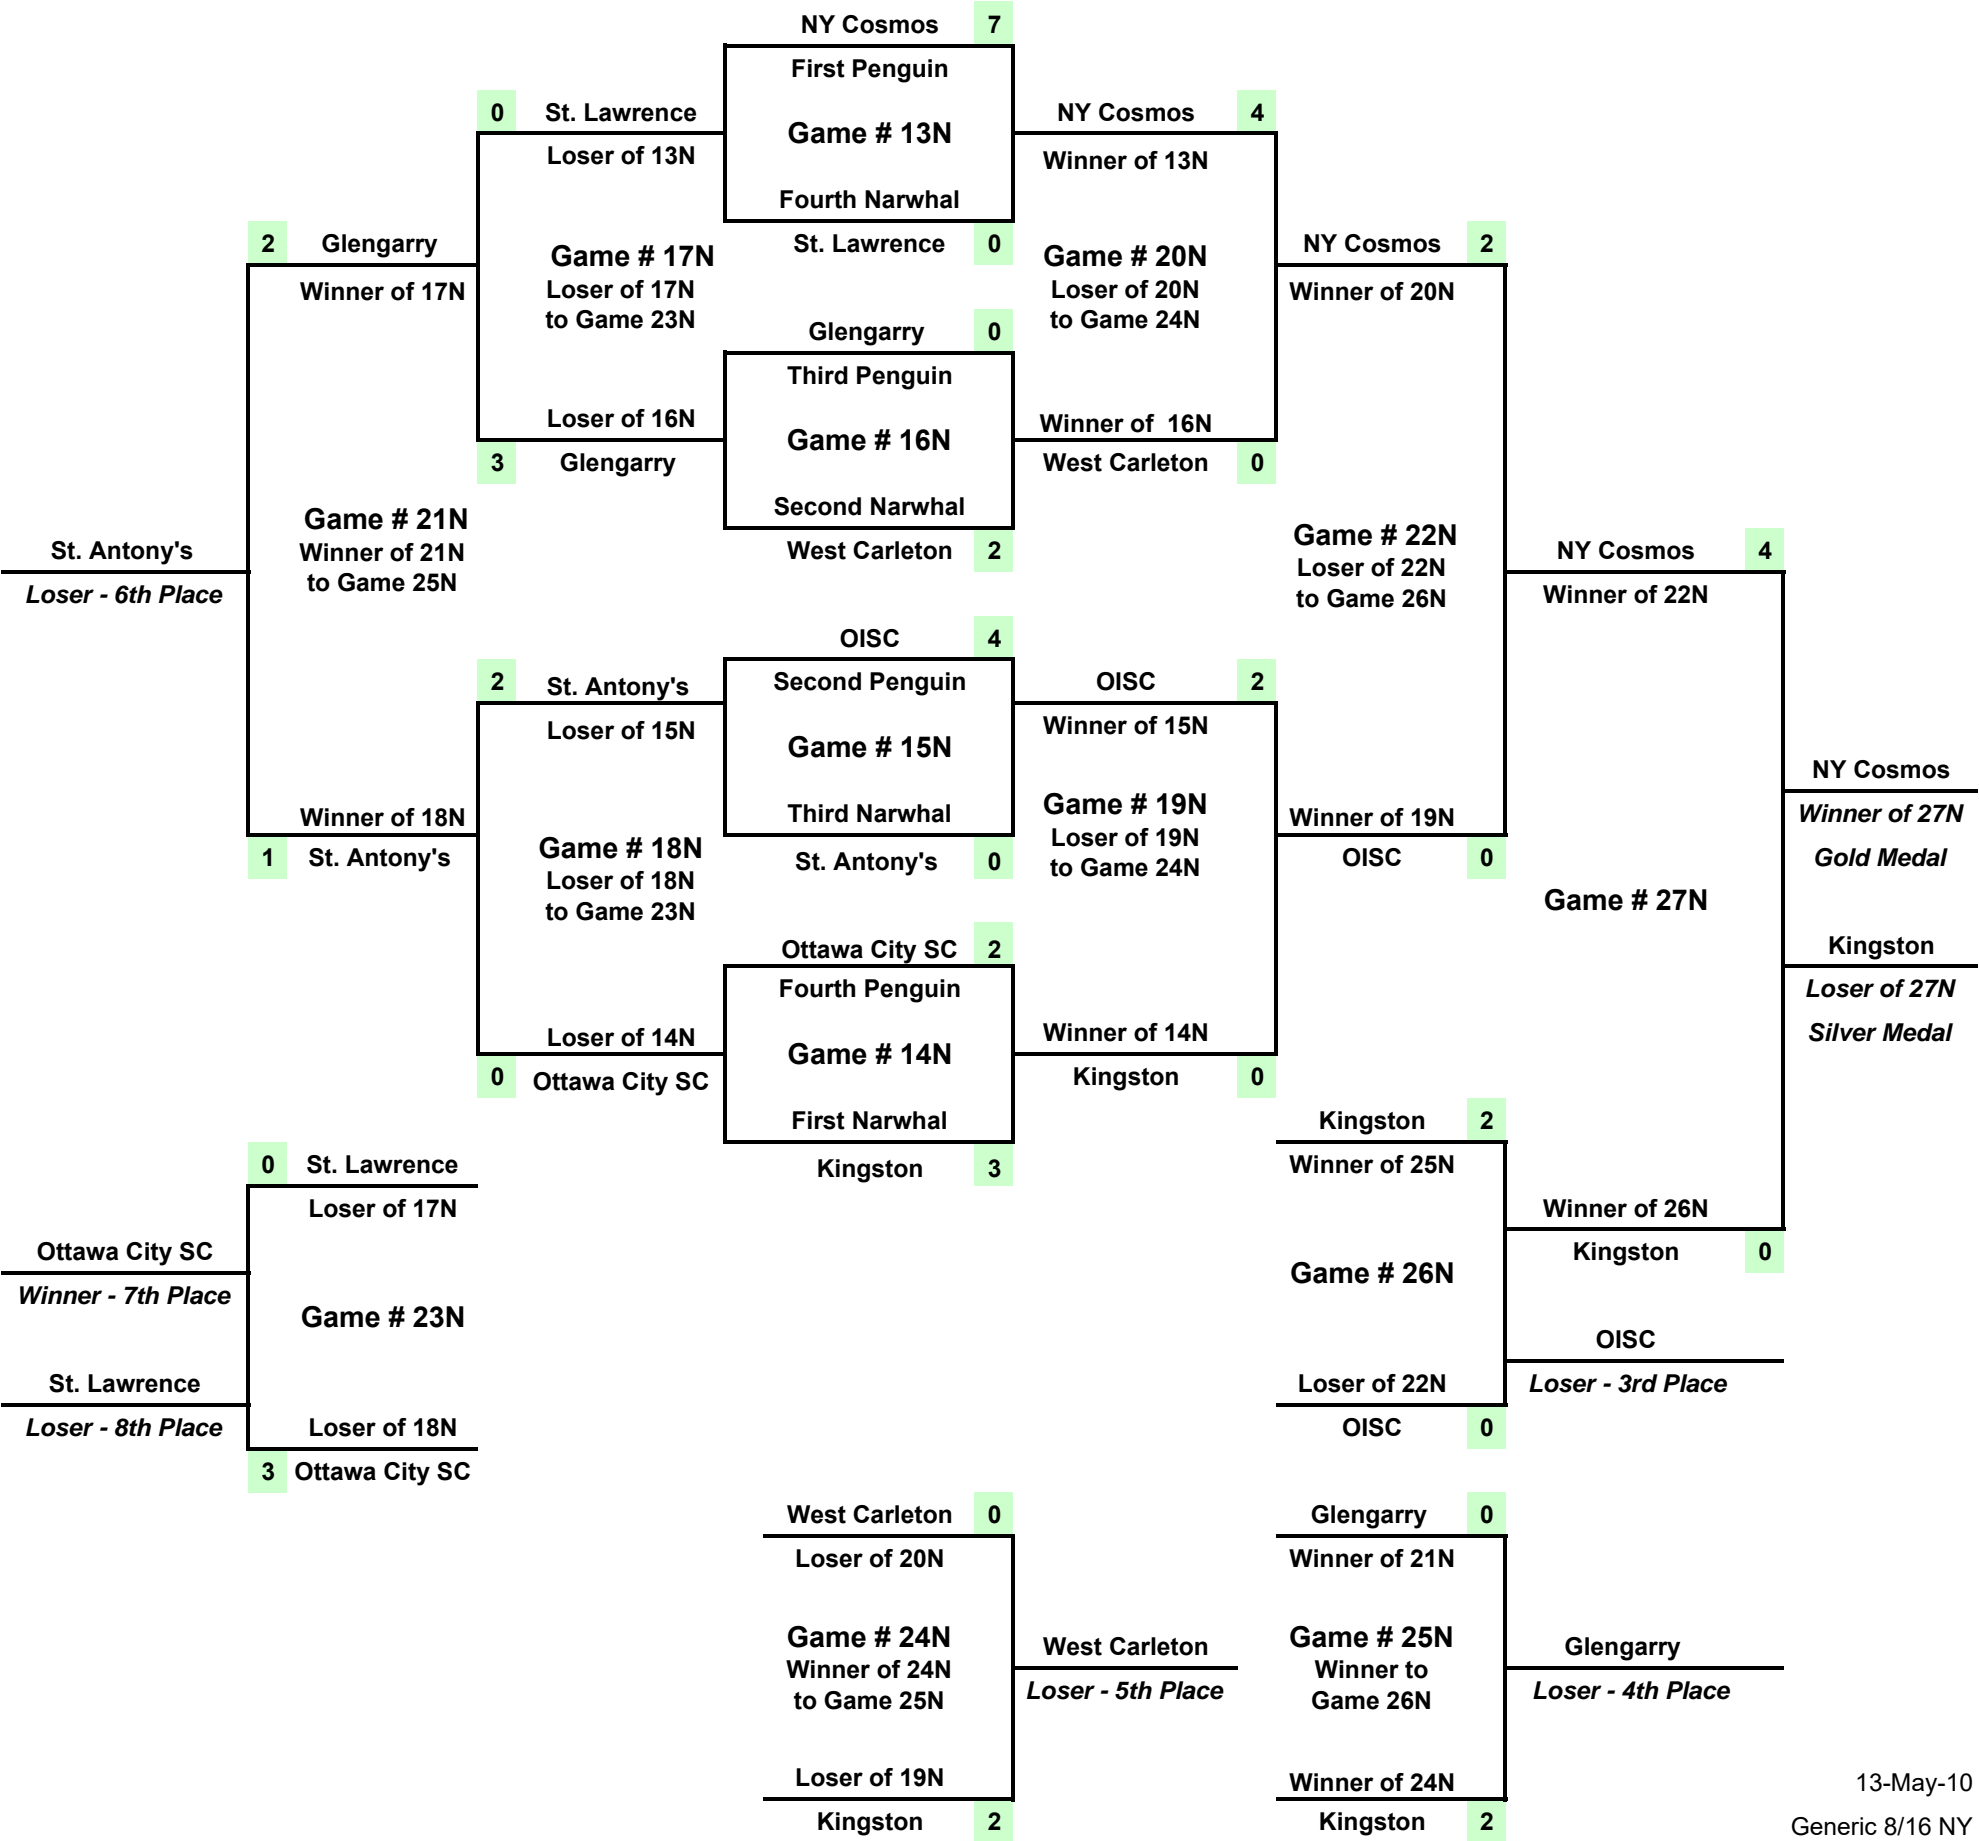 NY Cosmos 7
First Penguin
0 St. Lawrence
NY Cosmos 4
Game # 13N
Loser of 13N
Winner of 13N
Fourth Narwhal
2 Glengarry
St. Lawrence 0
NY Cosmos 2
Game # 17N
Game # 20N
Winner of 17N
Loser of 17N
Loser of 20N
Winner of 20N
to Game 23N
to Game 24N
Glengarry 0
Third Penguin
Loser of 16N
Winner of  16N
Game # 16N
3 Glengarry
West Carleton 0
Second Narwhal
Game # 21N
Game # 22N
St. Antony's
Winner of 21N
West Carleton 2
NY Cosmos 4
Loser of 22N
to Game 25N
Loser - 6th Place
to Game 26N
Winner of 22N
OISC 4
2 St. Antony's
Second Penguin
OISC 2
Loser of 15N
Winner of 15N
Game # 15N
NY Cosmos
Winner of 18N
Third Narwhal
Game # 19N
Winner of 19N
Winner of 27N
Loser of 19N
Game # 18N
1 St. Antony's
St. Antony's 0
to Game 24N
OISC 0
Gold Medal
Loser of 18N
to Game 23N
Game # 27N
Ottawa City SC 2
Kingston
Fourth Penguin
Loser of 27N
Loser of 14N
Winner of 14N
Silver Medal
Game # 14N
0 Ottawa City SC
Kingston 0
First Narwhal
Kingston 2
0 St. Lawrence
Kingston 3
Winner of 25N
Loser of 17N
Winner of 26N
Ottawa City SC
Kingston 0
Game # 26N
Winner - 7th Place
Game # 23N
OISC
St. Lawrence
Loser of 22N
Loser - 3rd Place
Loser - 8th Place
Loser of 18N
OISC 0
3 Ottawa City SC
West Carleton 0
Glengarry 0
Loser of 20N
Winner of 21N
Game # 24N
Game # 25N
West Carleton
Glengarry
Winner of 24N
Winner to
Loser - 5th Place
Loser - 4th Place
to Game 25N
Game 26N
Loser of 19N
Winner of 24N
13-May-10
Kingston 2
Kingston 2
Generic 8/16 NY